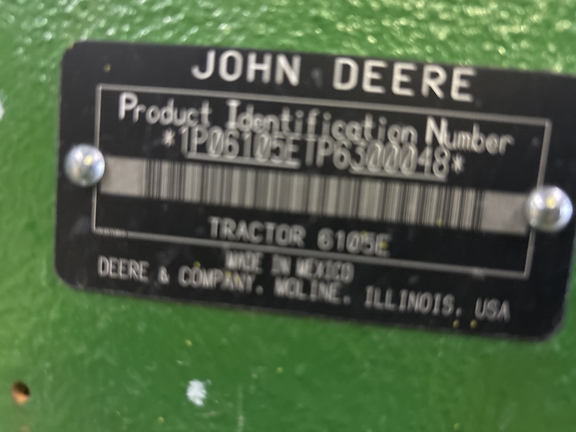 JOHN DEERE
Product Identification Number
*1P06105ETP6300048*
TRACTOR 6105E
MADE IN MEXICO
DEERE & COMPANY, MOLINE, ILLINOIS, USA